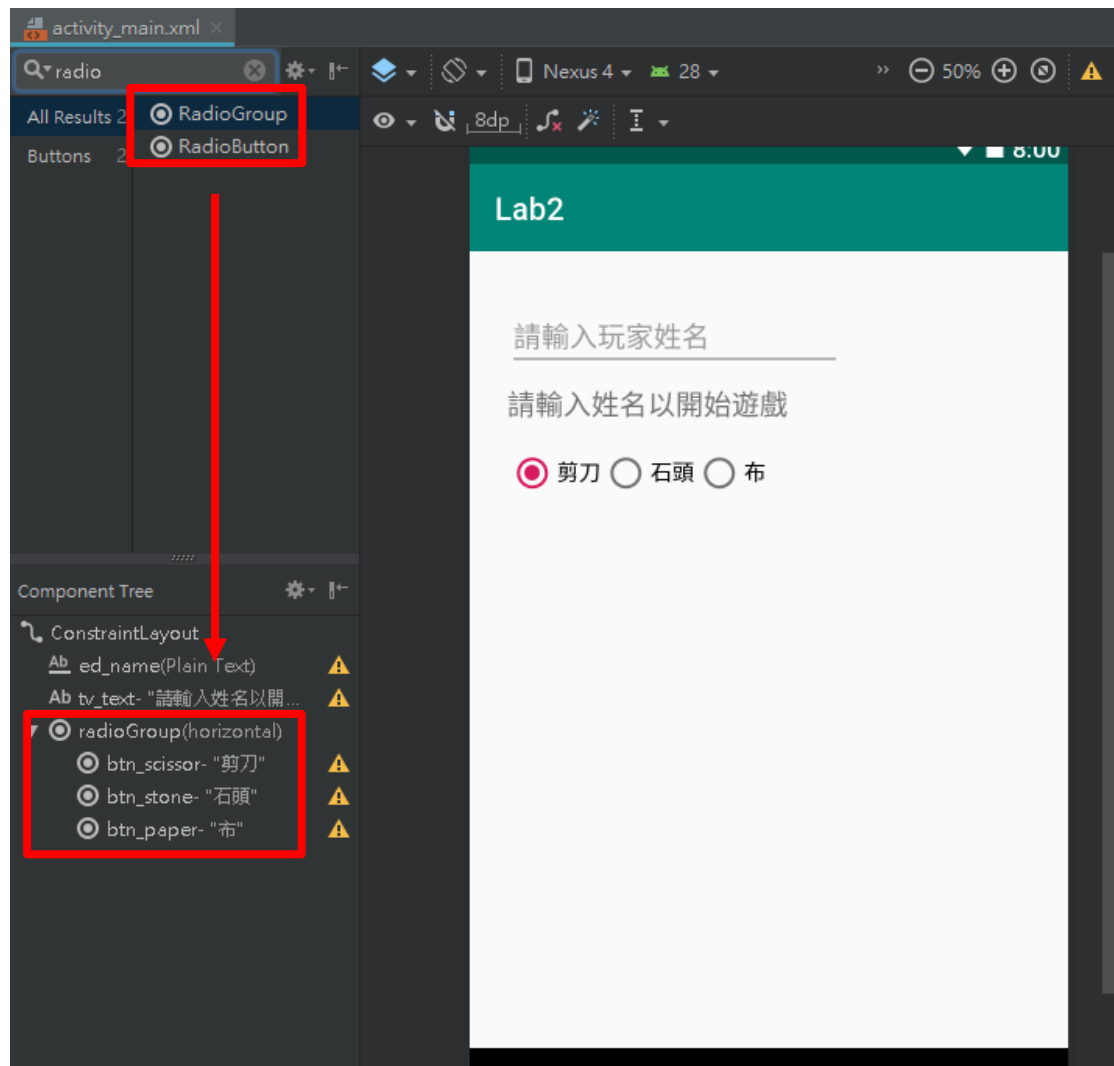 activity_main.xml
radio
Nexus 4
28
50%
All Results 2
RadioGroup
Buttons 2
RadioButton
8dp
8:00
Lab2
請輸入玩家姓名
請輸入姓名以開始遊戲
剪刀 石頭 布
Component Tree
ConstraintLayout
Ab ed_name(Plain Text)
Ab tv_text- "請輸入姓名以開...
radioGroup(horizontal)
btn_scissor- "剪刀"
btn_stone- "石頭"
btn_paper- "布"